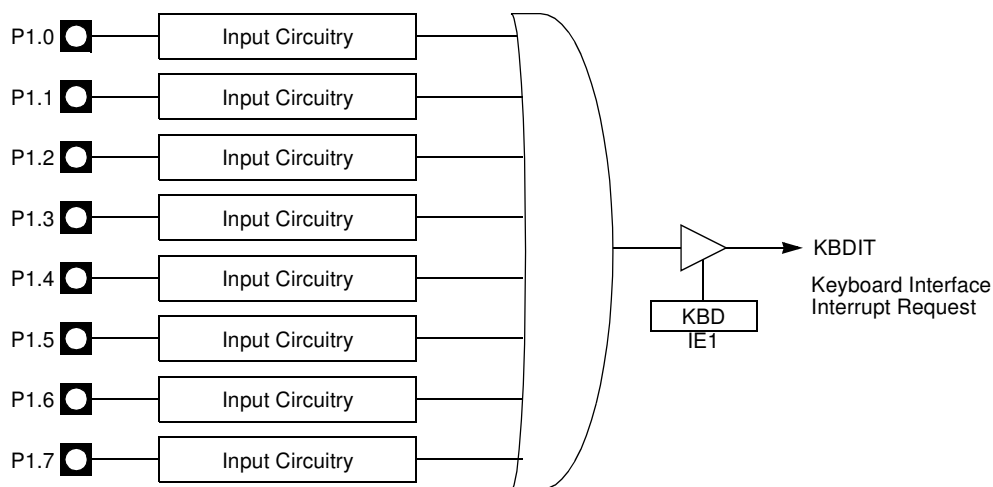 P1.0 Input Circuitry
P1.1 Input Circuitry
P1.2 Input Circuitry
P1.3 Input Circuitry
KBDIT
P1.4 Input Circuitry
Keyboard Interface
Interrupt Request
KBD
IE1
P1.5 Input Circuitry
P1.6 Input Circuitry
P1.7 Input Circuitry